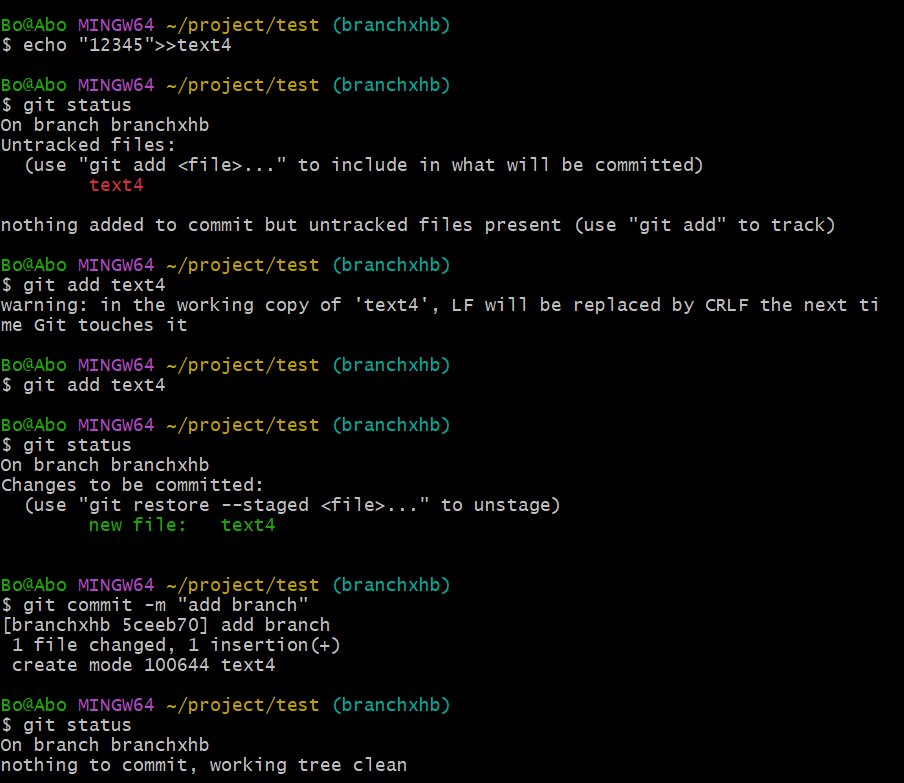 Bo@Abo MINGW64 ~/project/test (branchxhb)
$ echo "12345">>text4
Bo@Abo MINGW64 ~/project/test (branchxhb)
$ git status
On branch branchxhb
Untracked files:
  (use "git add <file>..." to include in what will be committed)
        text4
nothing added to commit but untracked files present (use "git add" to track)
Bo@Abo MINGW64 ~/project/test (branchxhb)
$ git add text4
warning: in the working copy of 'text4', LF will be replaced by CRLF the next ti
me Git touches it
Bo@Abo MINGW64 ~/project/test (branchxhb)
$ git add text4
Bo@Abo MINGW64 ~/project/test (branchxhb)
$ git status
On branch branchxhb
Changes to be committed:
  (use "git restore --staged <file>..." to unstage)
        new file:   text4
Bo@Abo MINGW64 ~/project/test (branchxhb)
$ git commit -m "add branch"
[branchxhb 5ceeb70] add branch
 1 file changed, 1 insertion(+)
 create mode 100644 text4
Bo@Abo MINGW64 ~/project/test (branchxhb)
$ git status
On branch branchxhb
nothing to commit, working tree clean